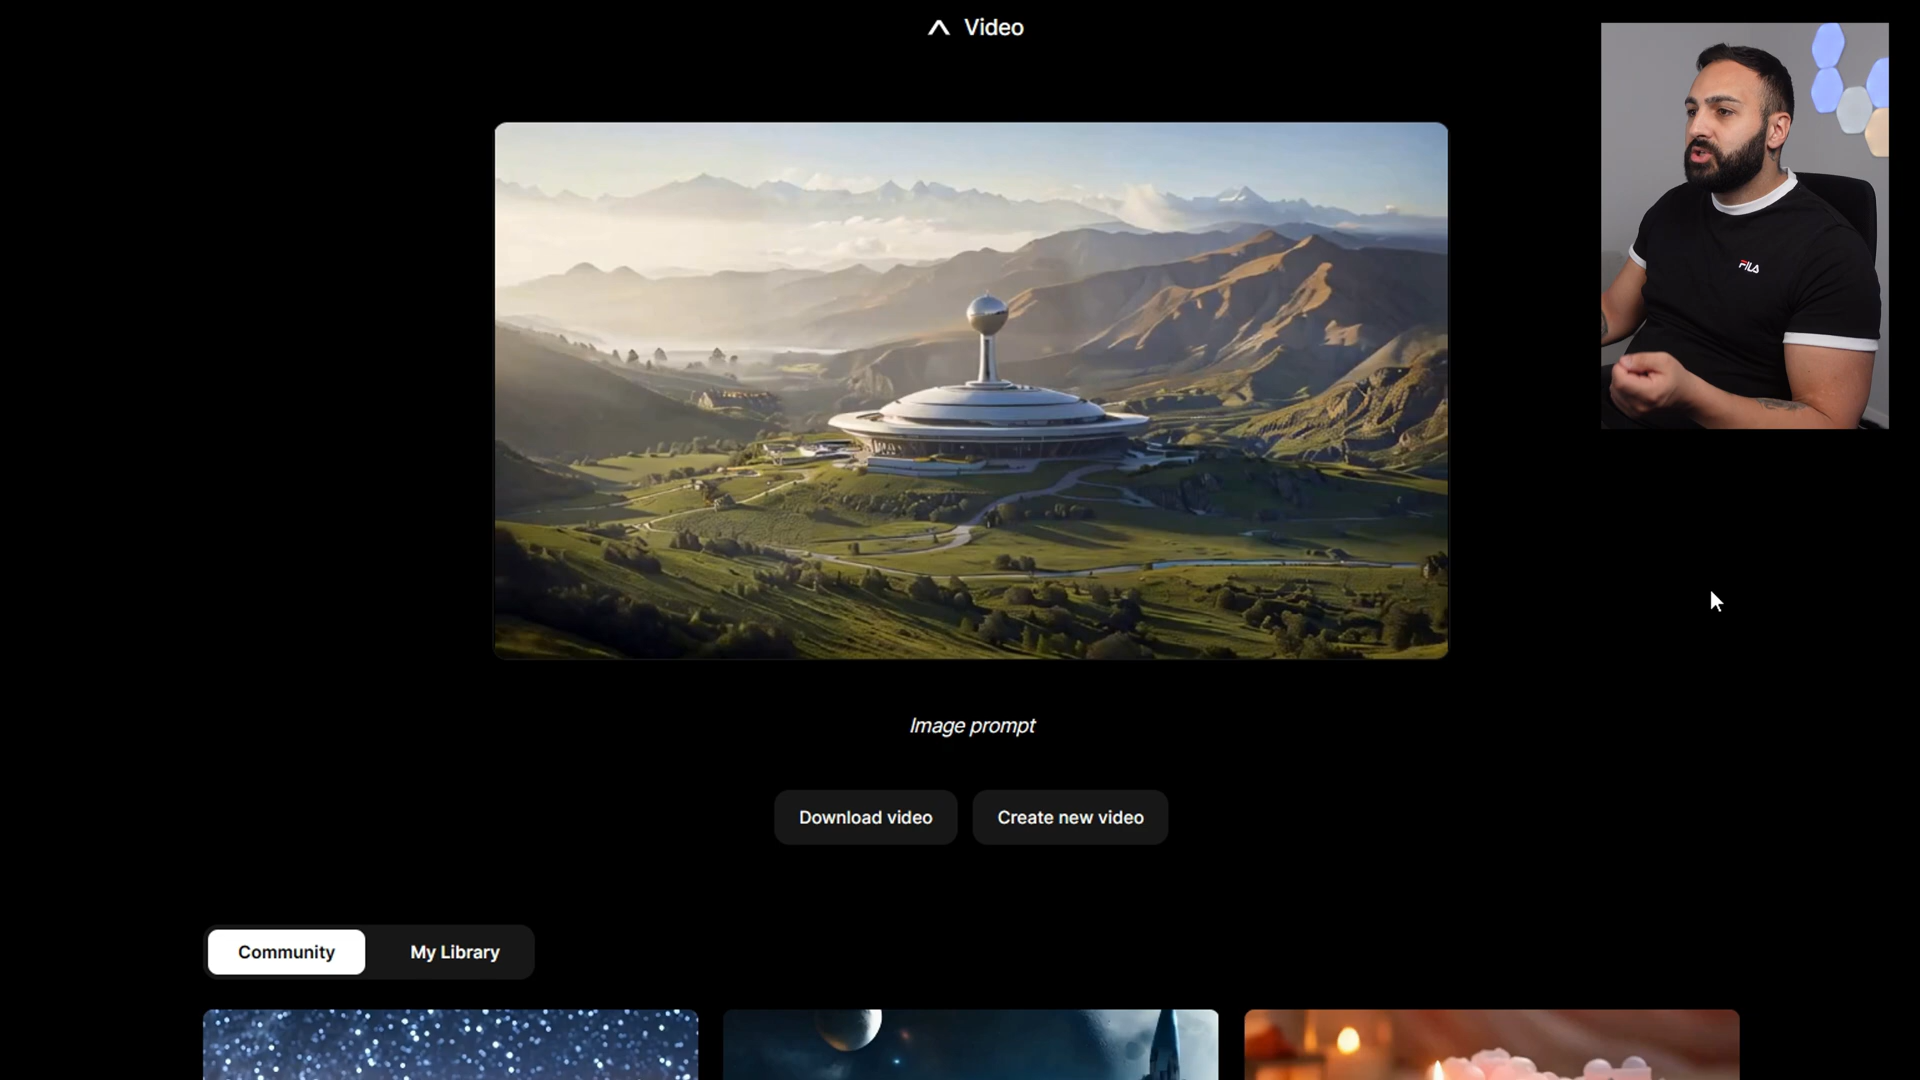 Video
FILA
Image prompt
Download video
Create new video
Community
My Library